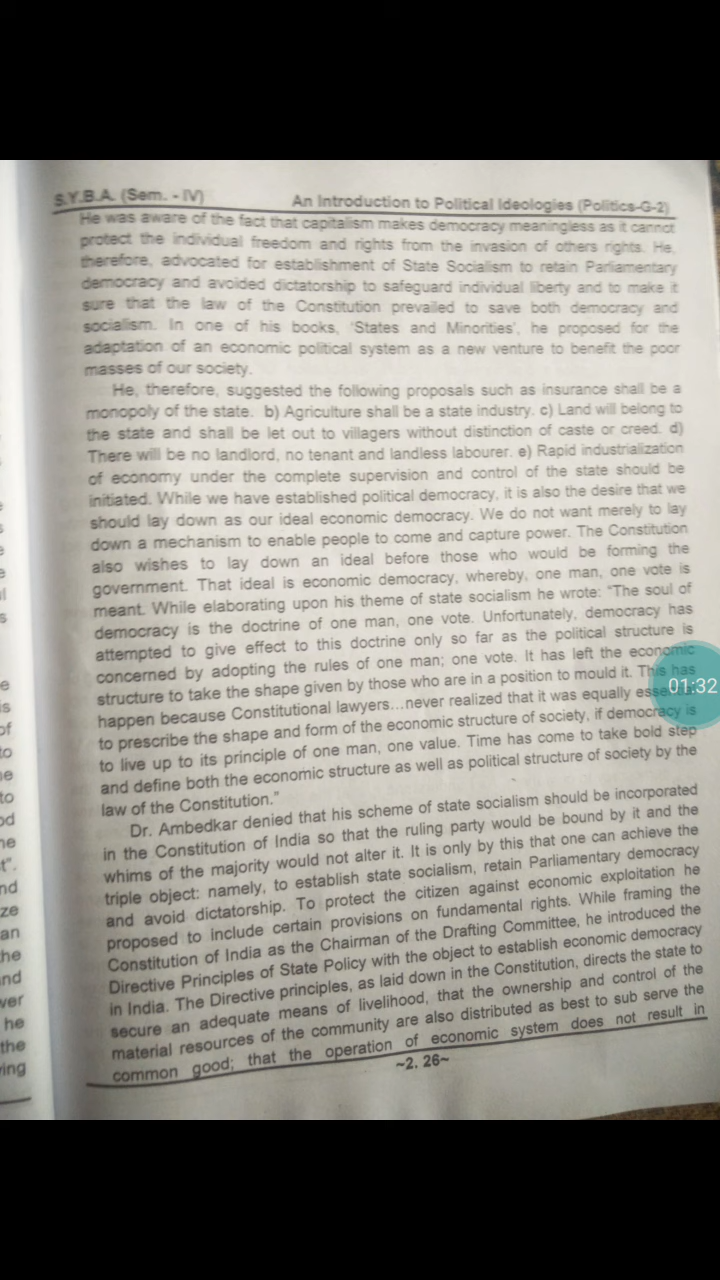 S.Y.B.A. (Sem. - IV) An Introduction to Political Ideologies (Politics-G-2)
He was aware of the fact that capitalism makes democracy meaningless as it cannot
protect the individual freedom and rights from the invasion of others rights. He,
therefore, advocated for establishment of State Socialism to retain Parliamentary
democracy and avoided dictatorship to safeguard individual liberty and to make it
sure that the law of the Constitution prevailed to save both democracy and
socialism. In one of his books, 'States and Minorities', he proposed for the
adaptation of an economic political system as a new venture to benefit the poor
masses of our society.
He, therefore, suggested the following proposals such as insurance shall be a
monopoly of the state. b) Agriculture shall be a state industry. c) Land will belong to
the state and shall be let out to villagers without distinction of caste or creed. d)
There will be no landlord, no tenant and landless labourer. e) Rapid industrialization
of economy under the complete supervision and control of the state should be
initiated. While we have established political democracy, it is also the desire that we
should lay down as our ideal economic democracy. We do not want merely to lay
down a mechanism to enable people to come and capture power. The Constitution
also wishes to lay down an ideal before those who would be forming the
government. That ideal is economic democracy, whereby, one man, one vote is
meant. While elaborating upon his theme of state socialism he wrote: "The soul of
democracy is the doctrine of one man, one vote. Unfortunately, democracy has
attempted to give effect to this doctrine only so far as the political structure is
concerned by adopting the rules of one man; one vote. It has left the economic
structure to take the shape given by those who are in a position to mould it. This has
happen because Constitutional lawyers...never realized that it was equally
to prescribe the shape and form of the economic structure of society, if democracy is
to live up to its principle of one man, one value. Time has come to take bold step
and define both the economic structure as well as political structure of society by the
law of the Constitution."
Dr. Ambedkar denied that his scheme of state socialism should be incorporated
in the Constitution of India so that the ruling party would be bound by it and the
whims of the majority would not alter it. It is only by this that one can achieve the
triple object: namely, to establish state socialism, retain Parliamentary democracy
and avoid dictatorship. To protect the citizen against economic exploitation he
proposed to include certain provisions on fundamental rights. While framing the
Constitution of India as the Chairman of the Drafting Committee, he introduced the
Directive Principles of State Policy with the object to establish economic democracy
in India. The Directive principles, as laid down in the Constitution, directs the state to
secure an adequate means of livelihood, that the ownership and control of the
material resources of the community are also distributed as best to sub serve the
common good; that the operation of economic system does not result in
~2. 26~
01:32